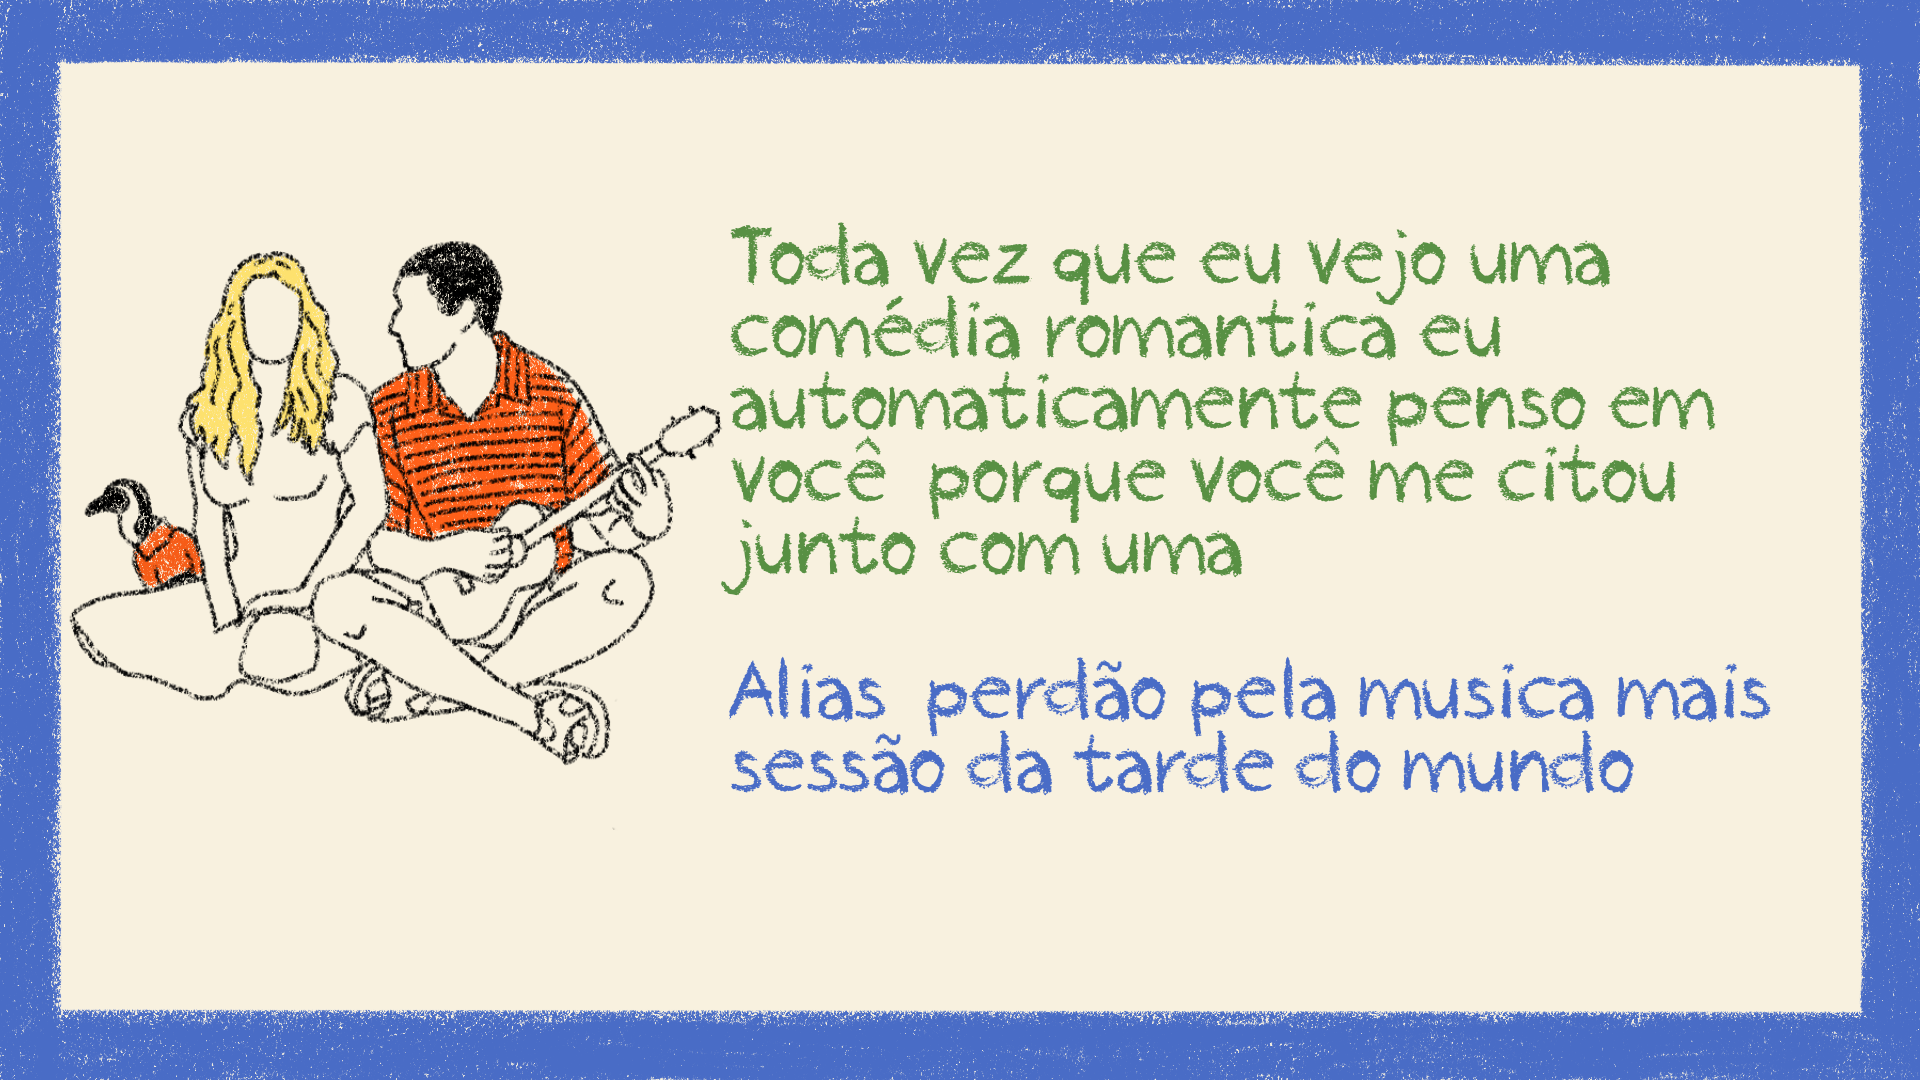 Toda vez que eu vejo uma
comédia romantica eu
automaticamente penso em
você porque você me citou
junto com uma
Alias perdão pela musica mais
sessão da tarde do mundo